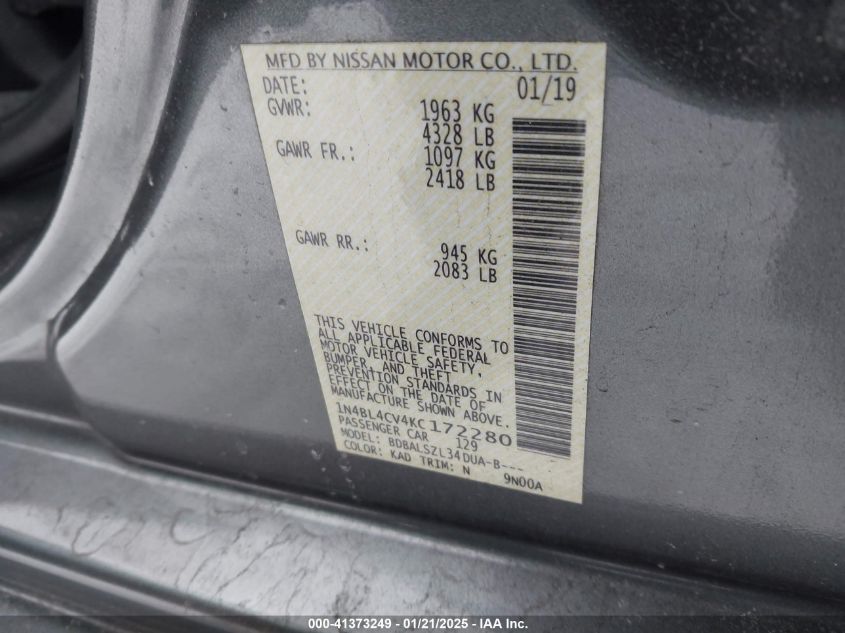 MFD BY NISSAN MOTOR CO., LTD.
DATE: 01/19
GVWR: 1963 KG
4328 LB
GAWR FR.: 1097 KG
2418 LB
GAWR RR.: 945 KG
2083 LB
THIS VEHICLE CONFORMS TO
ALL APPLICABLE FEDERAL
MOTOR VEHICLE SAFETY,
BUMPER, AND THEFT
PREVENTION STANDARDS IN
EFFECT ON THE DATE OF
MANUFACTURE SHOWN ABOVE.
1N4BL4CV4KC172280
PASSENGER CAR 129
MODEL: BDBALSZL34DUA-B---
COLOR: KAD TRIM: N 9N00A
000-41373249 — 01/21/2025 — IAA Inc.